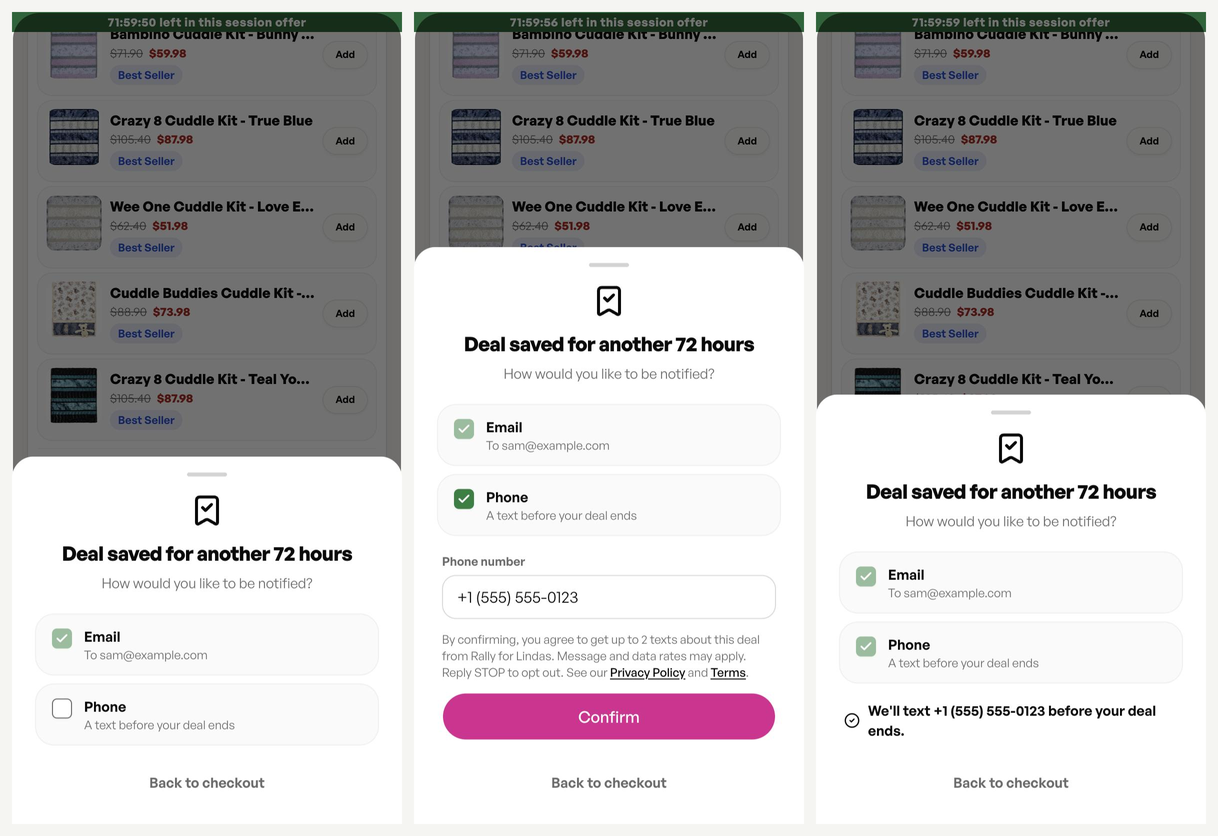 71:59:50 left in this session offer
Bambino Cuddle Kit - Bunny ...
$71.90 $59.98
Add
Best Seller
Crazy 8 Cuddle Kit - True Blue
$105.40 $87.98
Add
Best Seller
Wee One Cuddle Kit - Love E...
$62.40 $51.98
Add
Best Seller
Cuddle Buddies Cuddle Kit -...
$88.90 $73.98
Add
Best Seller
Crazy 8 Cuddle Kit - Teal Yo...
$105.40 $87.98
Add
Best Seller
Deal saved for another 72 hours
How would you like to be notified?
Email
To sam@example.com
Phone
A text before your deal ends
Back to checkout
71:59:56 left in this session offer
Bambino Cuddle Kit - Bunny ...
$71.90 $59.98
Add
Best Seller
Crazy 8 Cuddle Kit - True Blue
$105.40 $87.98
Add
Best Seller
Wee One Cuddle Kit - Love E...
$62.40 $51.98
Add
Best Seller
Deal saved for another 72 hours
How would you like to be notified?
Email
To sam@example.com
Phone
A text before your deal ends
Phone number
+1 (555) 555-0123
By confirming, you agree to get up to 2 texts about this deal
from Rally for Lindas. Message and data rates may apply.
Reply STOP to opt out. See our Privacy Policy and Terms.
Confirm
Back to checkout
71:59:59 left in this session offer
Bambino Cuddle Kit - Bunny ...
$71.90 $59.98
Add
Best Seller
Crazy 8 Cuddle Kit - True Blue
$105.40 $87.98
Add
Best Seller
Wee One Cuddle Kit - Love E...
$62.40 $51.98
Add
Best Seller
Cuddle Buddies Cuddle Kit -...
$88.90 $73.98
Add
Best Seller
Crazy 8 Cuddle Kit - Teal Yo...
Deal saved for another 72 hours
How would you like to be notified?
Email
To sam@example.com
Phone
A text before your deal ends
We'll text +1 (555) 555-0123 before your deal
ends.
Back to checkout